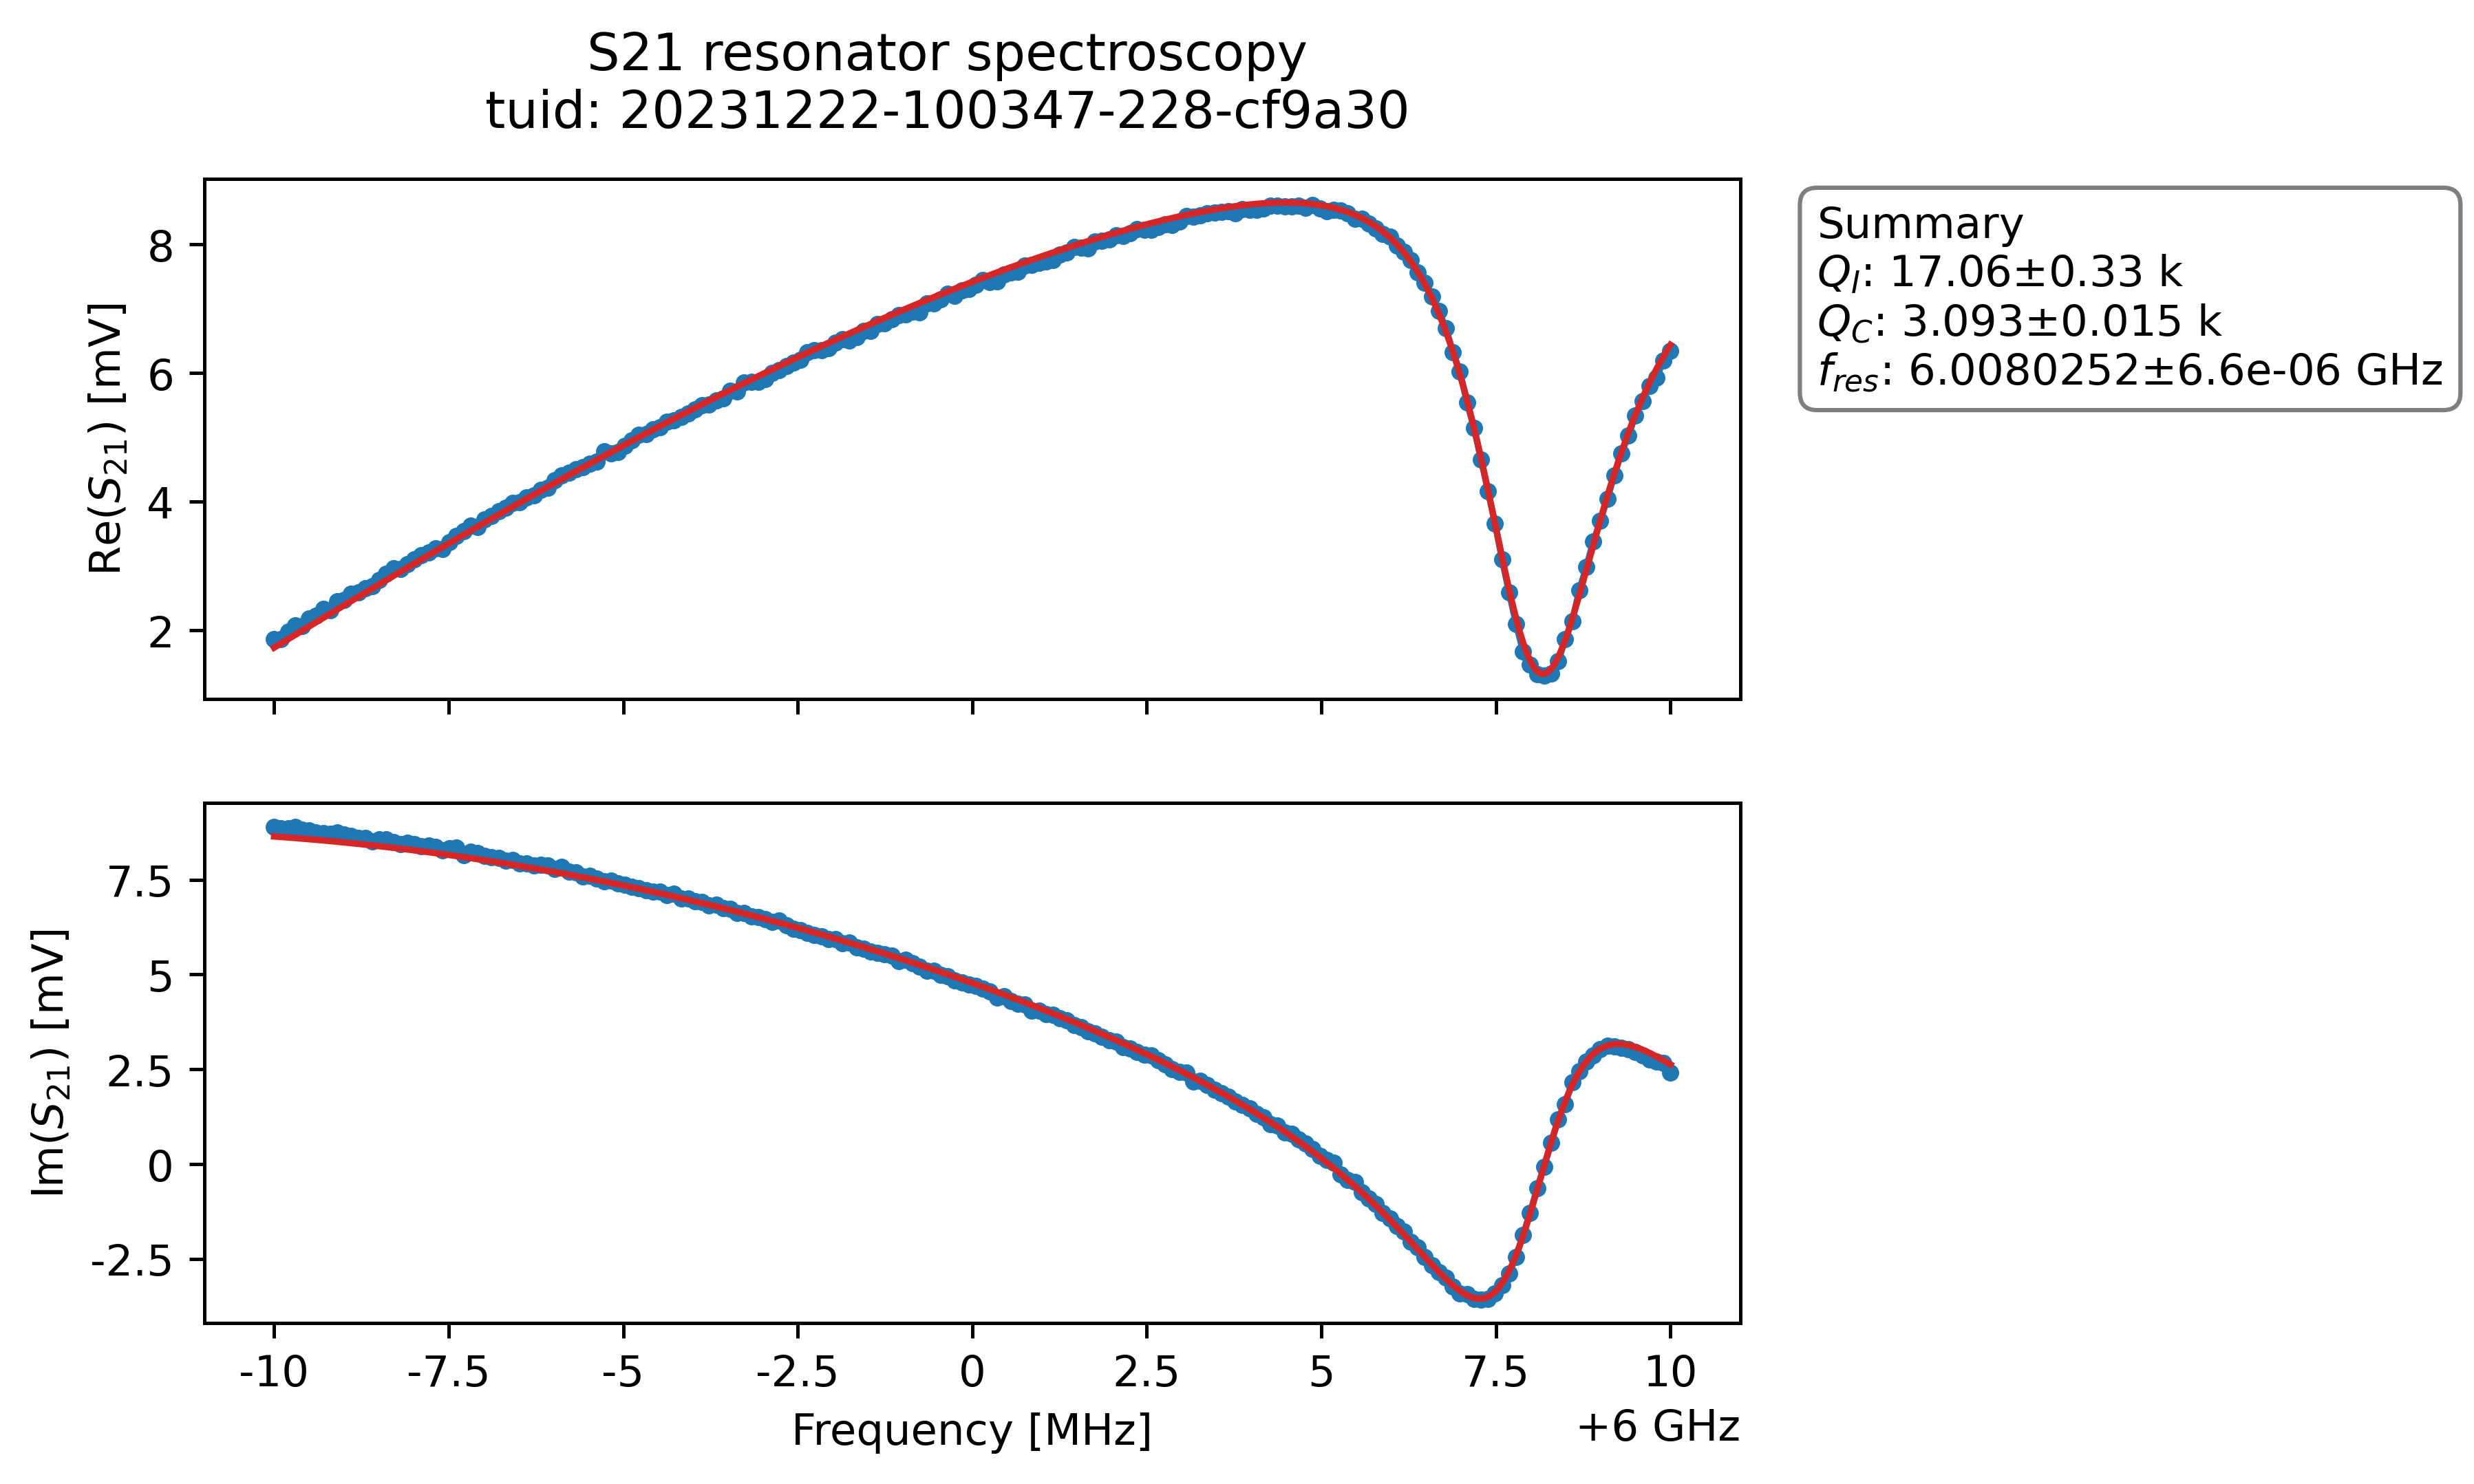 S21 resonator spectroscopy
tuid: 20231222-100347-228-cf9a30
8
6
4
2
Re(S21) [mV]
Summary
QI: 17.06±0.33 k
QC: 3.093±0.015 k
fres: 6.0080252±6.6e-06 GHz
7.5
5
2.5
0
-2.5
Im(S21) [mV]
-10 -7.5 -5 -2.5 0 2.5 5 7.5 10
Frequency [MHz]
+6 GHz